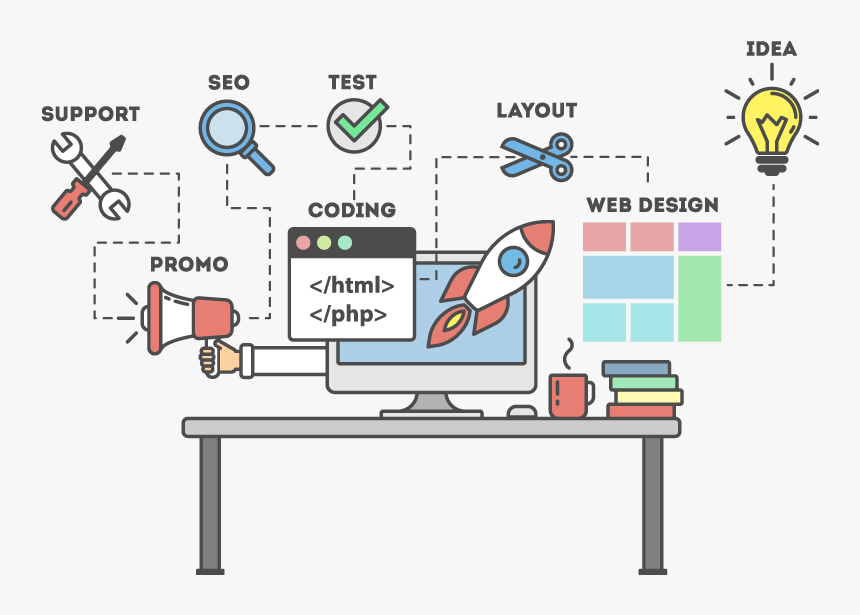 IDEA
SEO
TEST
SUPPORT
LAYOUT
CODING
WEB DESIGN
PROMO
</html>
</php>